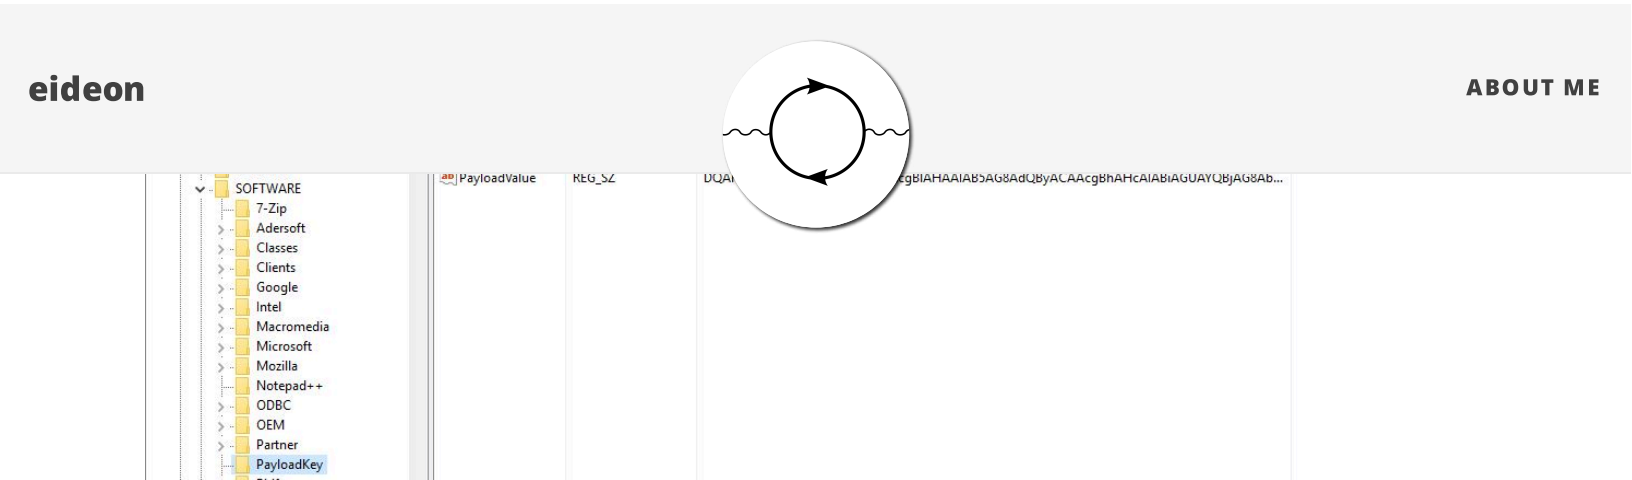 eideon
ABOUT ME
PayloadValue REG_SZ
SOFTWARE
7-Zip
Adersoft
Classes
Clients
Google
Intel
Macromedia
Microsoft
Mozilla
Notepad++
ODBC
OEM
Partner
PayloadKey